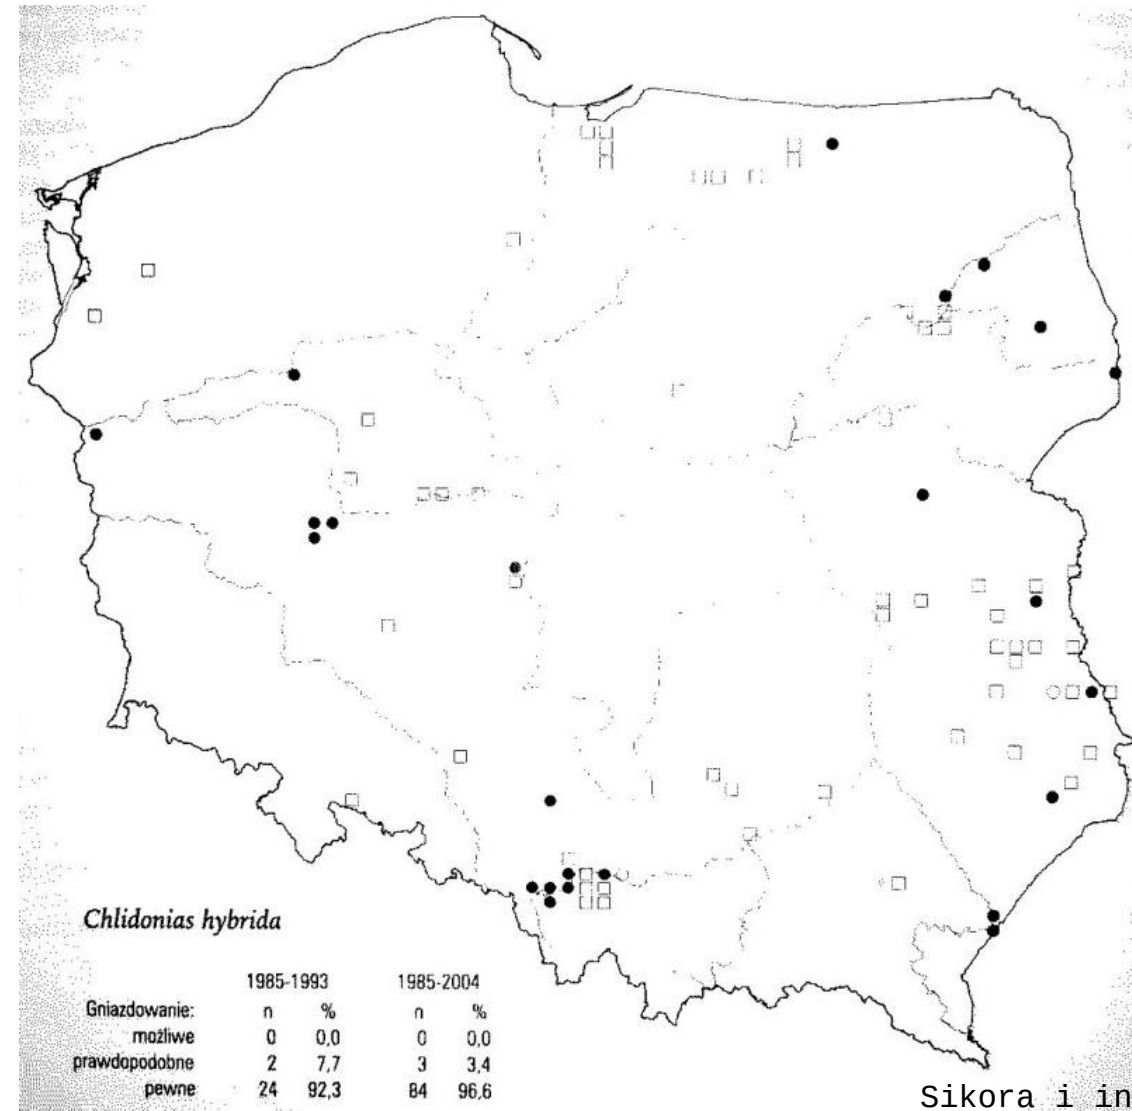 Chlidonias hybrida
1985-1993 1985-2004
Gniazdowanie: n % n %
możliwe 0 0,0 0 0,0
prawdopodobne 2 7,7 3 3,4
pewne 24 92,3 84 96,6
Sikora i in